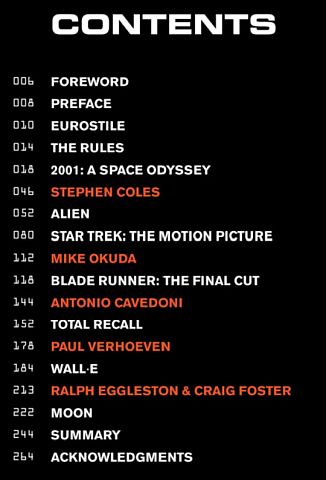 CONTENTS
006 FOREWORD
008 PREFACE
010 EUROSTILE
014 THE RULES
018 2001: A SPACE ODYSSEY
046 STEPHEN COLES
052 ALIEN
080 STAR TREK: THE MOTION PICTURE
112 MIKE OKUDA
118 BLADE RUNNER: THE FINAL CUT
144 ANTONIO CAVEDONI
152 TOTAL RECALL
178 PAUL VERHOEVEN
184 WALL·E
213 RALPH EGGLESTON & CRAIG FOSTER
222 MOON
244 SUMMARY
264 ACKNOWLEDGMENTS